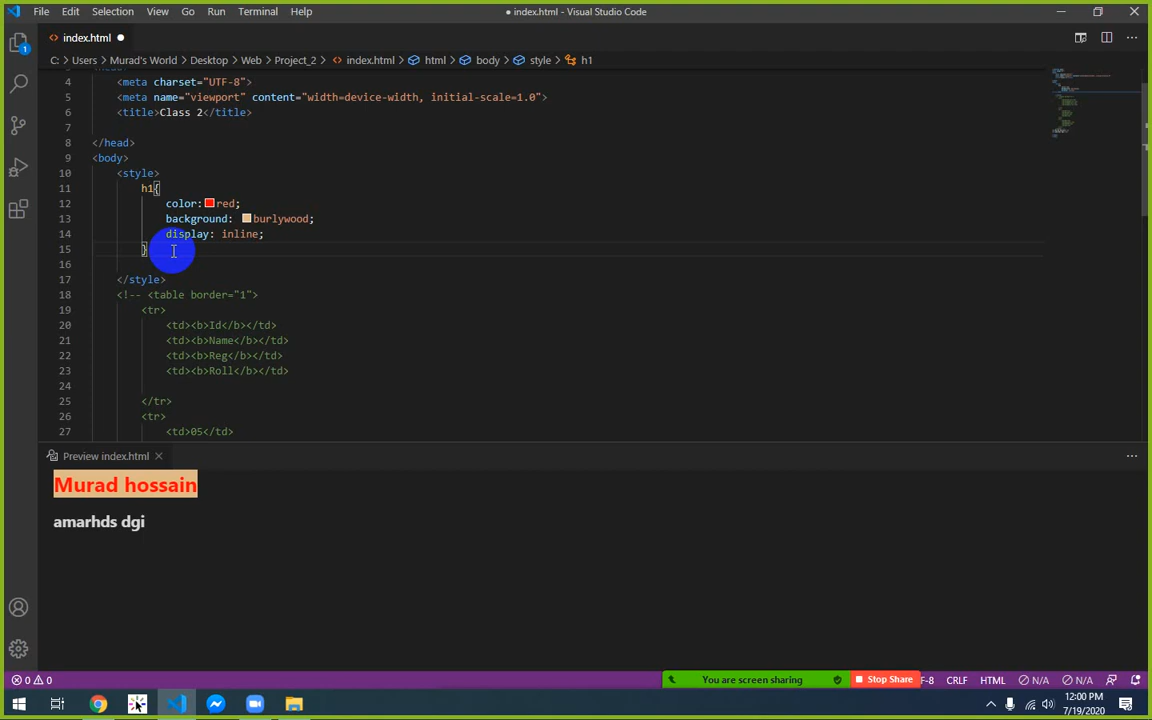 File Edit Selection View Go Run Terminal Help ● index.html - Visual Studio Code
index.html
C: > Users > Murad's World > Desktop > Web > Project_2 > index.html > html > body > style > h1
4 <meta charset="UTF-8">
5 <meta name="viewport" content="width=device-width, initial-scale=1.0">
6 <title>Class 2</title>
7
8 </head>
9 <body>
10 <style>
11 h1{
12 color: red;
13 background: burlywood;
14 display: inline;
15 }
16
17 </style>
18 <!-- <table border="1">
19 <tr>
20 <td><b>Id</b></td>
21 <td><b>Name</b></td>
22 <td><b>Reg</b></td>
23 <td><b>Roll</b></td>
24
25 </tr>
26 <tr>
27 <td>05</td>
Preview index.html
Murad hossain
amarhds dgi
0 0 You are screen sharing Stop Share F-8 CRLF HTML N/A N/A
12:00 PM
7/19/2020